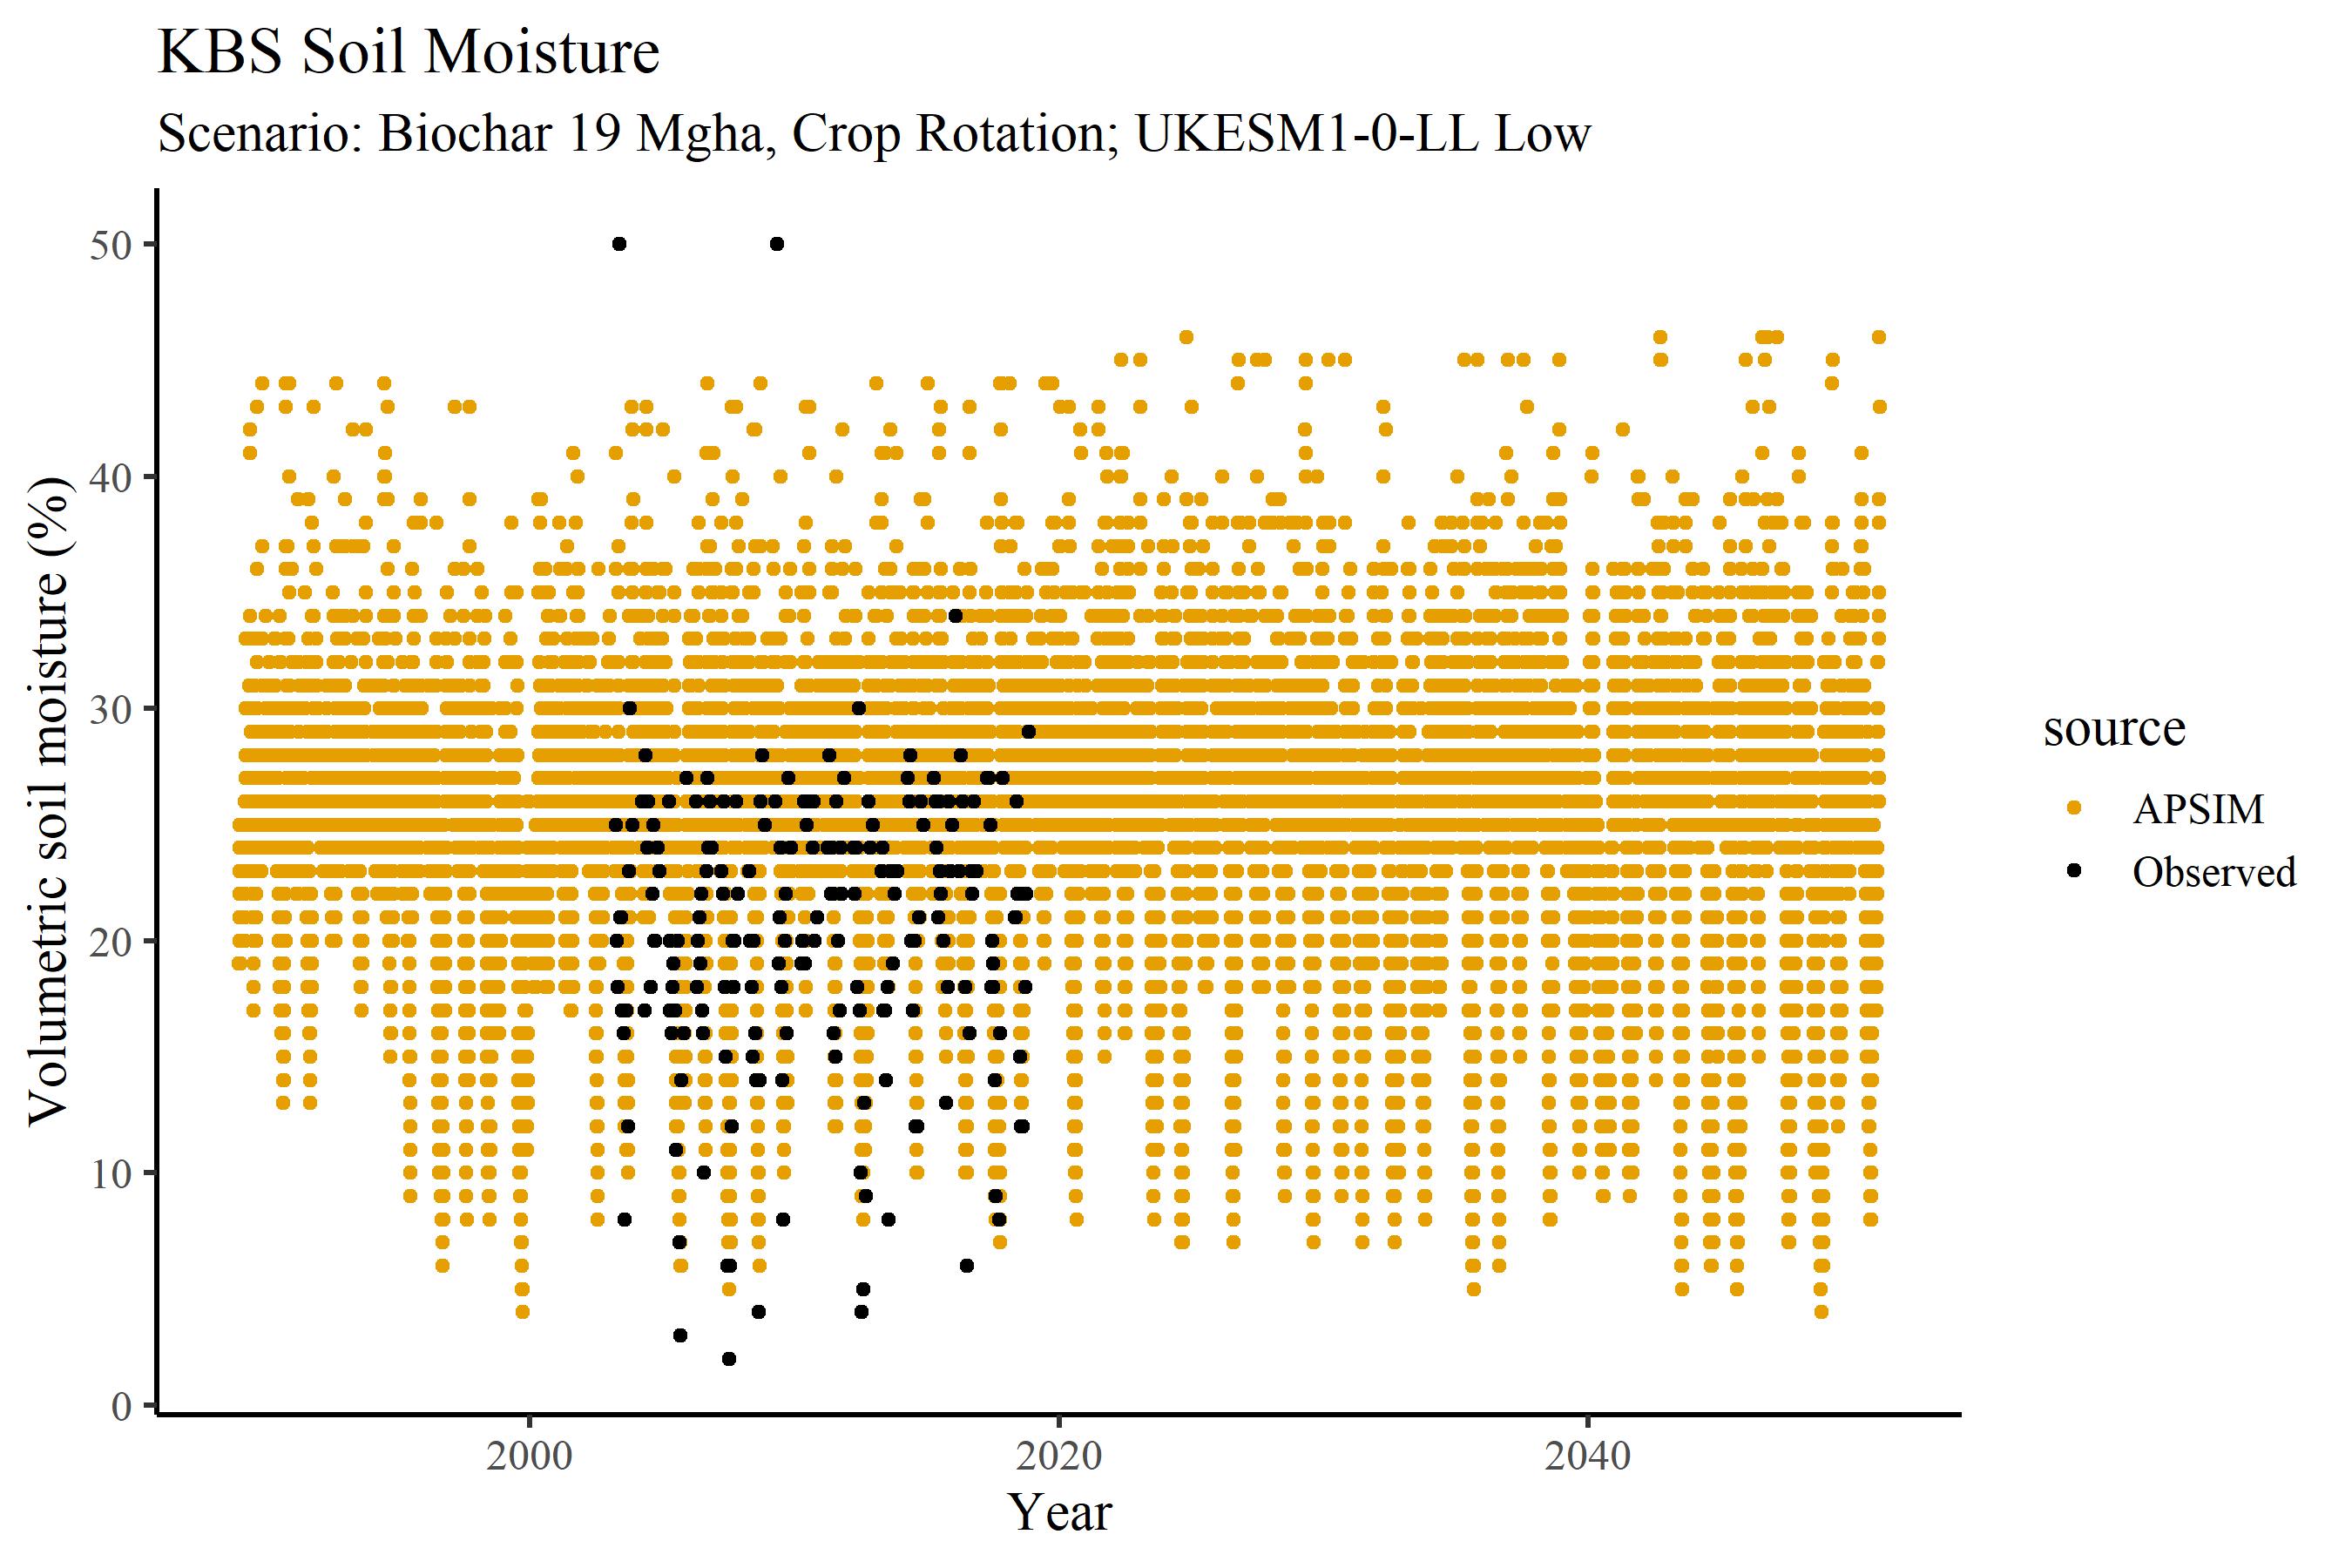 KBS Soil Moisture
Scenario: Biochar 19 Mgha, Crop Rotation; UKESM1-0-LL Low
Volumetric soil moisture (%)
50
40
30
20
10
0
2000
2020
2040
Year
source
APSIM
Observed